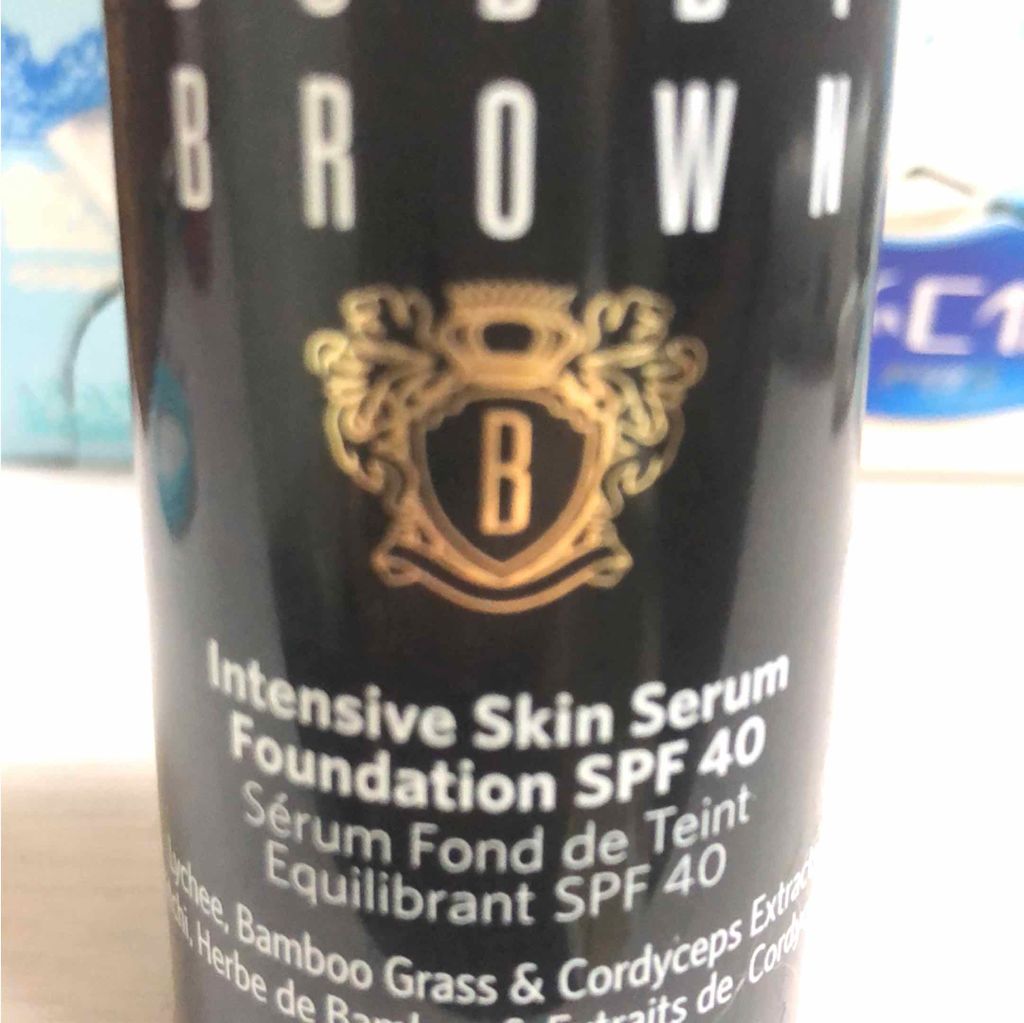 BROWN
B
Intensive Skin Serum
Foundation SPF 40
Sérum Fond de Teint
Equilibrant SPF 40
Lychee, Bamboo Grass & Cordyceps
Herbe de